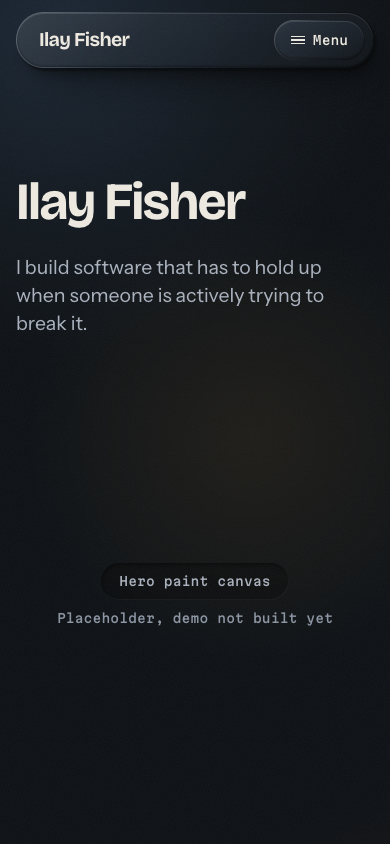 Ilay Fisher
Menu
Ilay Fisher
I build software that has to hold up
when someone is actively trying to
break it.
Hero paint canvas
Placeholder, demo not built yet